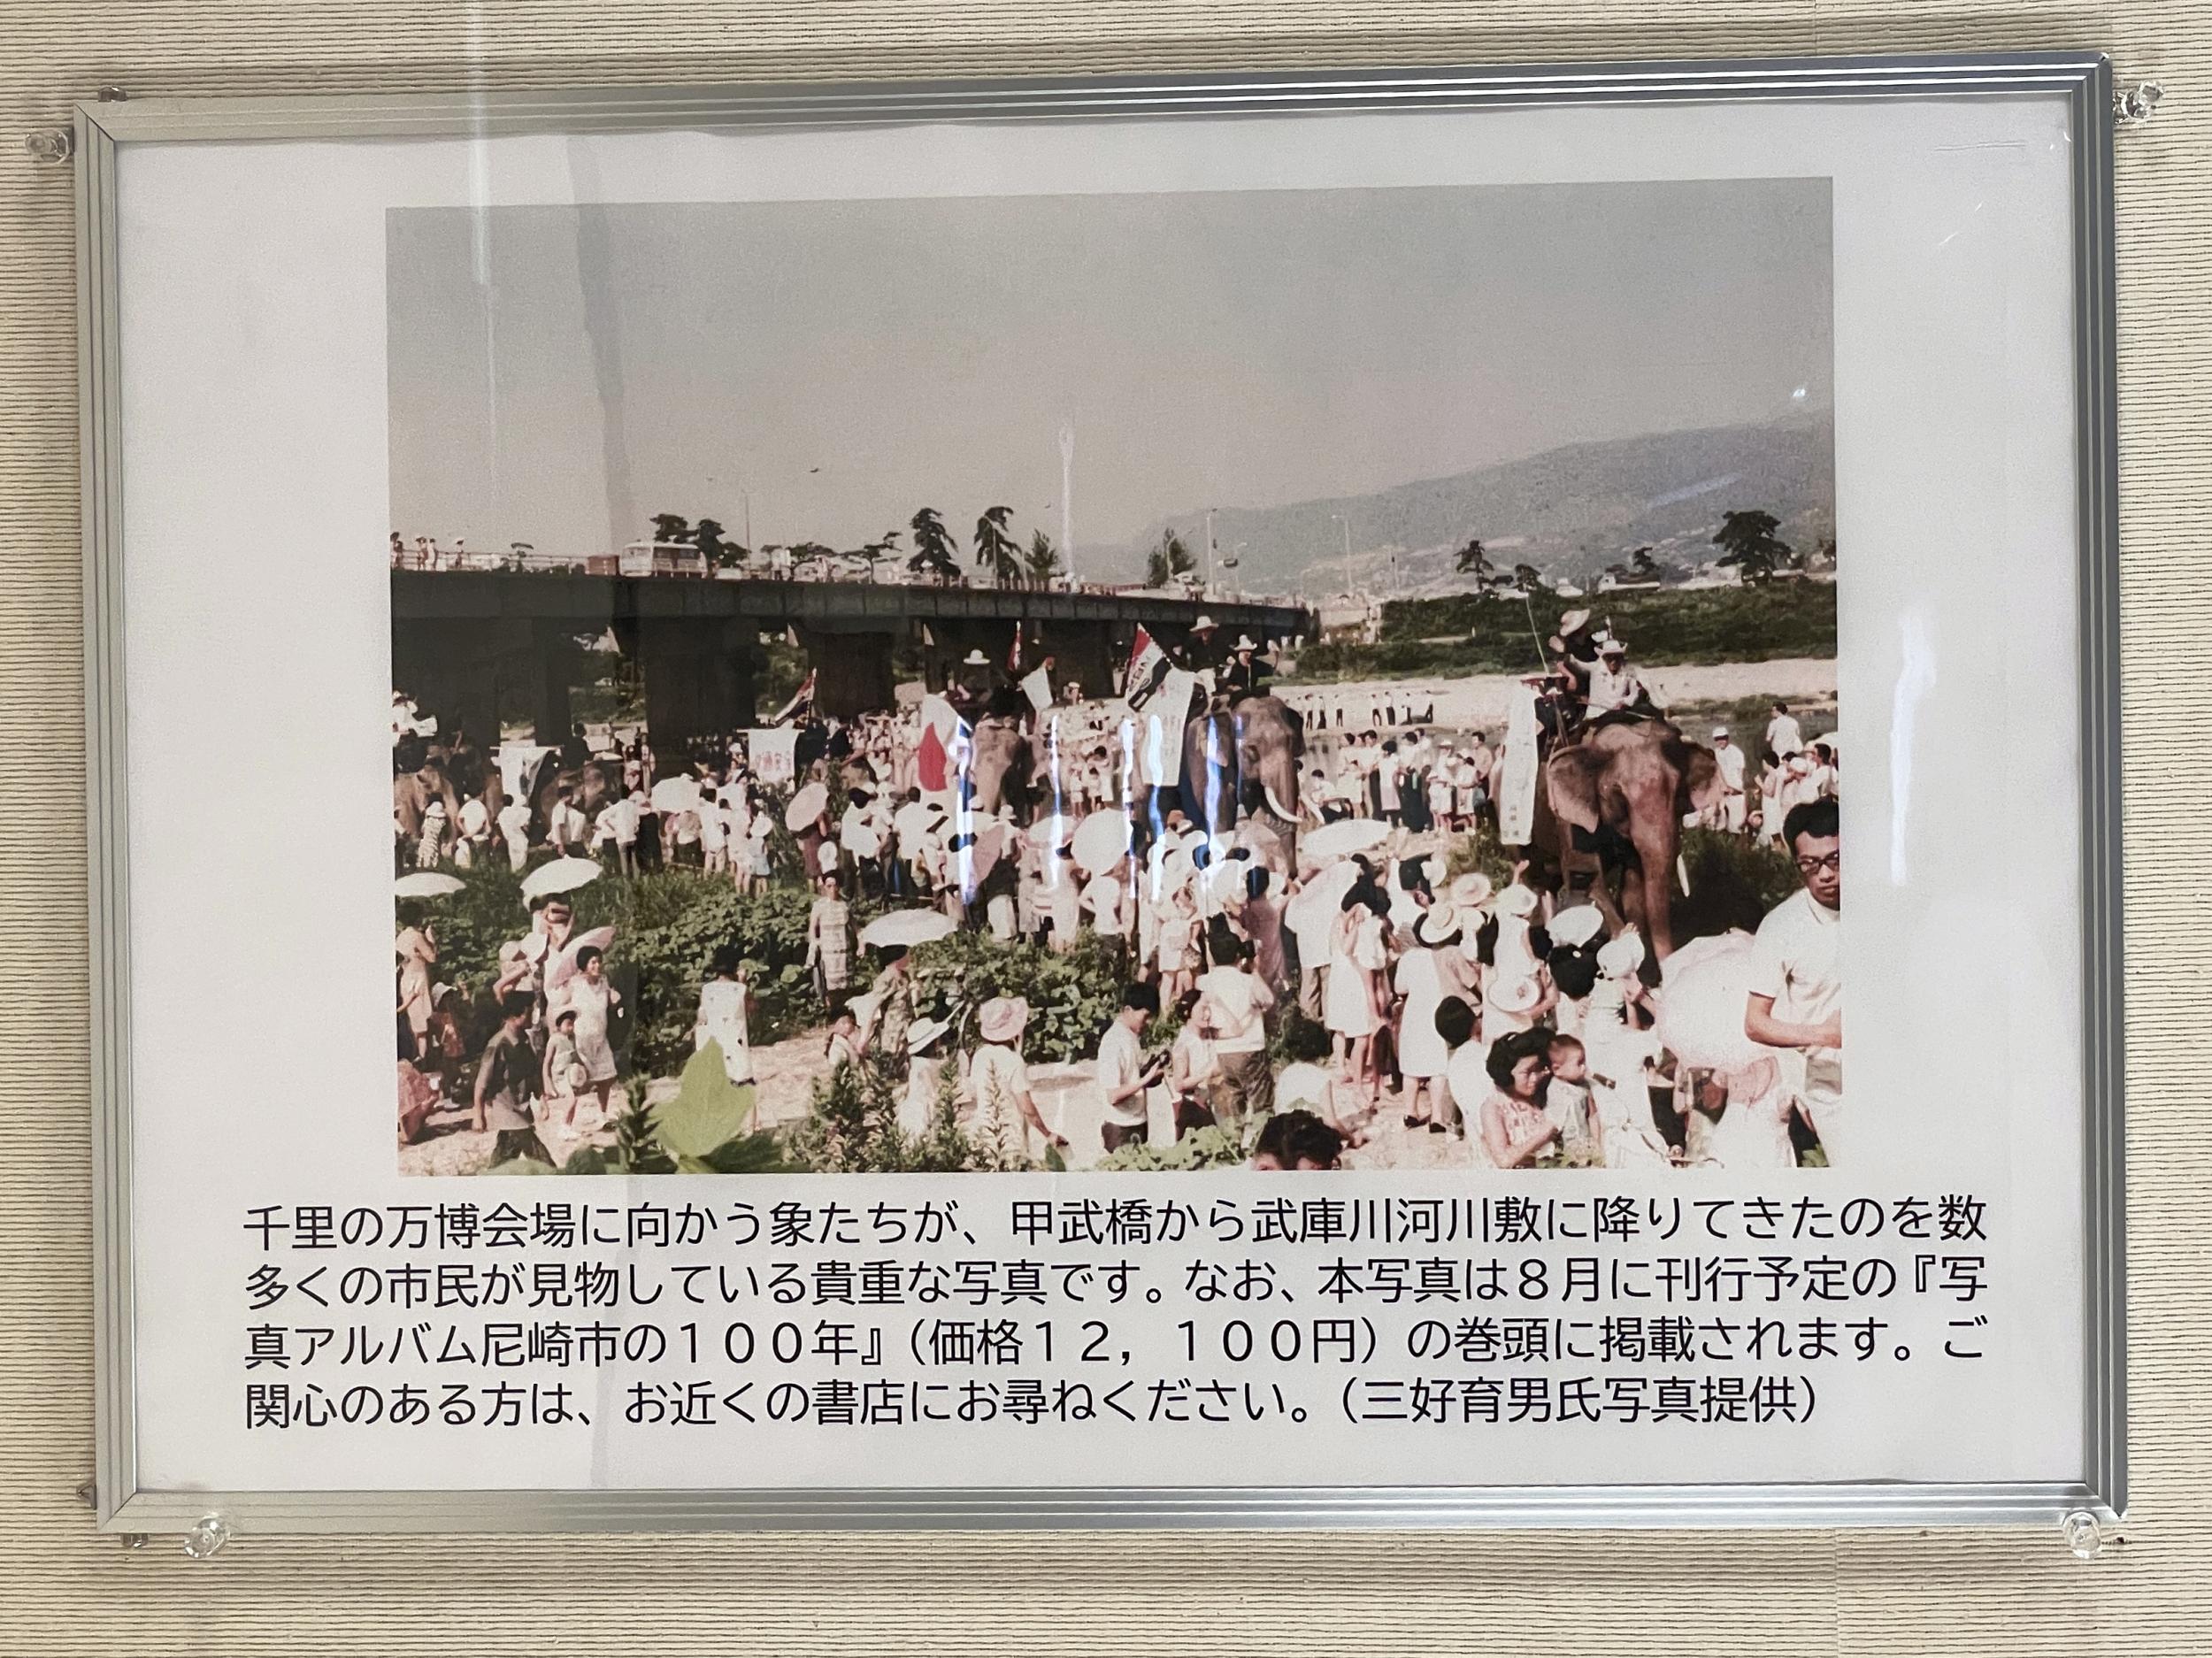 千里の万博会場に向かう象たちが、甲武橋から武庫川河川敷に降りてきたのを数
多くの市民が見物している貴重な写真です。なお、本写真は８月に刊行予定の『写
真アルバム尼崎市の１００年』（価格１２，１００円）の巻頭に掲載されます。ご
関心のある方は、お近くの書店にお尋ねください。（三好育男氏写真提供）